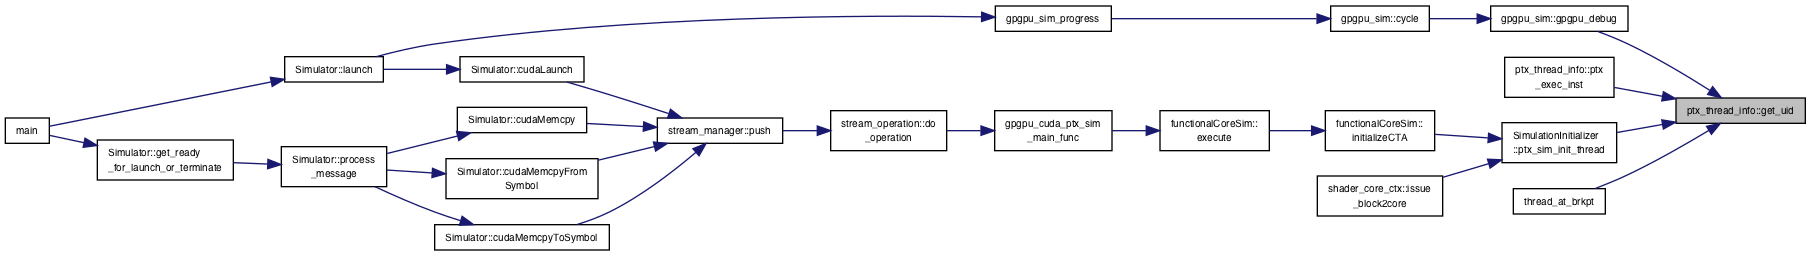 main
Simulator::launch
Simulator::get_ready
_for_launch_or_terminate
Simulator::process
_message
Simulator::cudaLaunch
Simulator::cudaMemcpy
Simulator::cudaMemcpyFrom
Symbol
Simulator::cudaMemcpyToSymbol
stream_manager::push
stream_operation::do
_operation
gpgpu_sim_progress
gpgpu_cuda_ptx_sim
_main_func
functionalCoreSim::
execute
gpgpu_sim::cycle
functionalCoreSim::
initializeCTA
shader_core_ctx::issue
_block2core
gpgpu_sim::gpgpu_debug
ptx_thread_info::ptx
_exec_inst
SimulationInitializer
::ptx_sim_init_thread
thread_at_brkpt
ptx_thread_info::get_uid